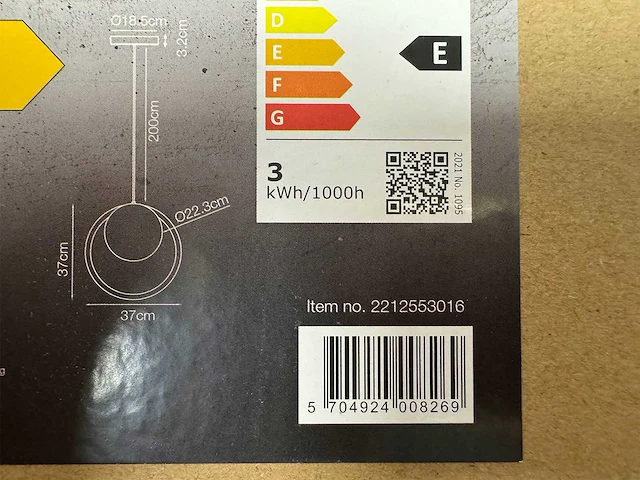 Ø18.5cm
3.2cm
200cm
Ø22.3cm
37cm
37cm
D
E
F
G
E
3
kWh/1000h
2021 No. 1095
Item no. 2212553016
5 704924 008269
g